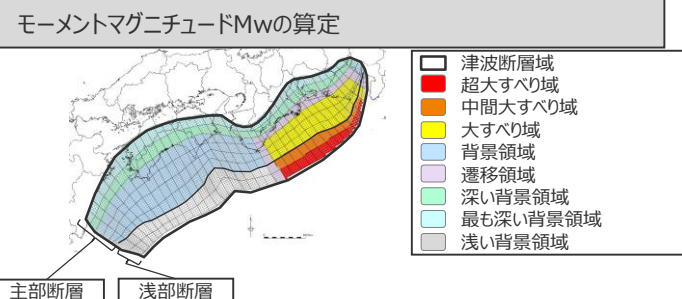 モーメントマグニチュードMwの算定
津波断層域
超大すべり域
中間大すべり域
大すべり域
背景領域
遷移領域
深い背景領域
最も深い背景領域
浅い背景領域
主部断層
浅部断層